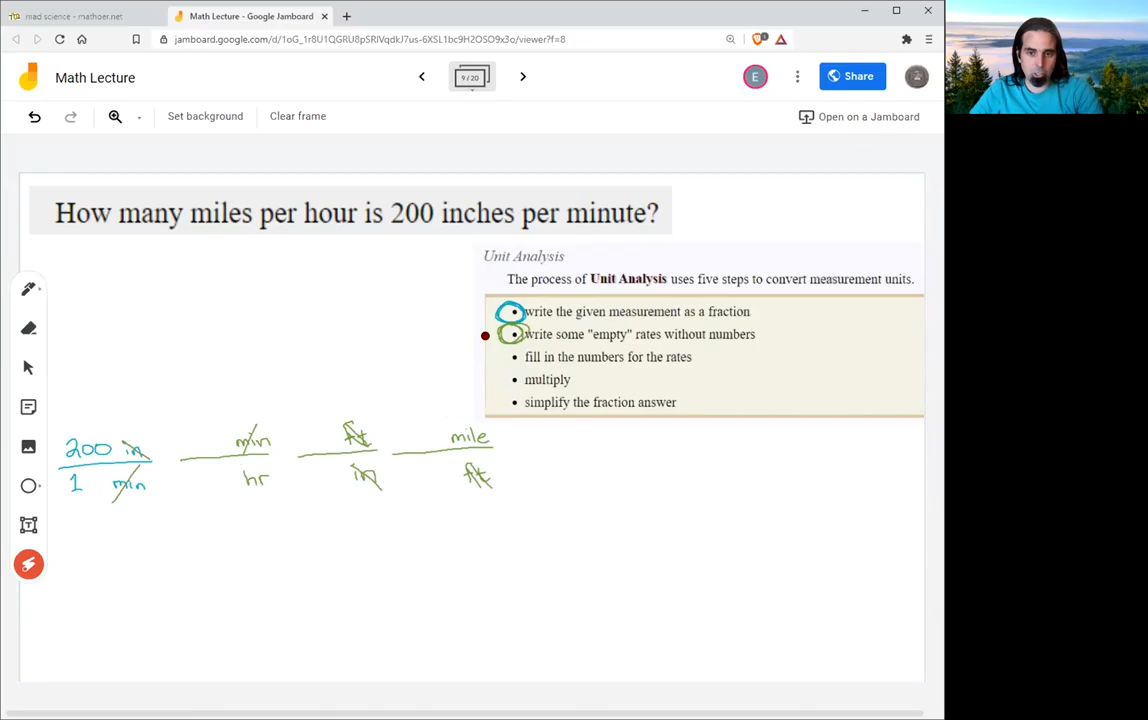 mad science - mathoer.net
Math Lecture - Google Jamboard
jamboard.google.com/d/1oG_1r8U1QGRU8pSRlVqdkJ7us-6XSL1bc9H2OSO9x3o/viewer?f=8
Math Lecture
9 / 20
E
Share
Set background
Clear frame
Open on a Jamboard
How many miles per hour is 200 inches per minute?
Unit Analysis
The process of Unit Analysis uses five steps to convert measurement units.
• write the given measurement as a fraction
• write some "empty" rates without numbers
• fill in the numbers for the rates
• multiply
• simplify the fraction answer
200 in min ft mile
1 min hr in ft